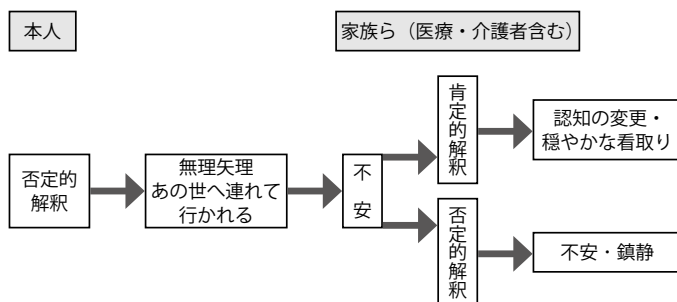 本人
家族ら（医療・介護者含む）
否定的
解釈
無理矢理
あの世へ連れて
行かれる
不安
肯定的解釈
認知の変更・
穏やかな看取り
否定的解釈
不安・鎮静